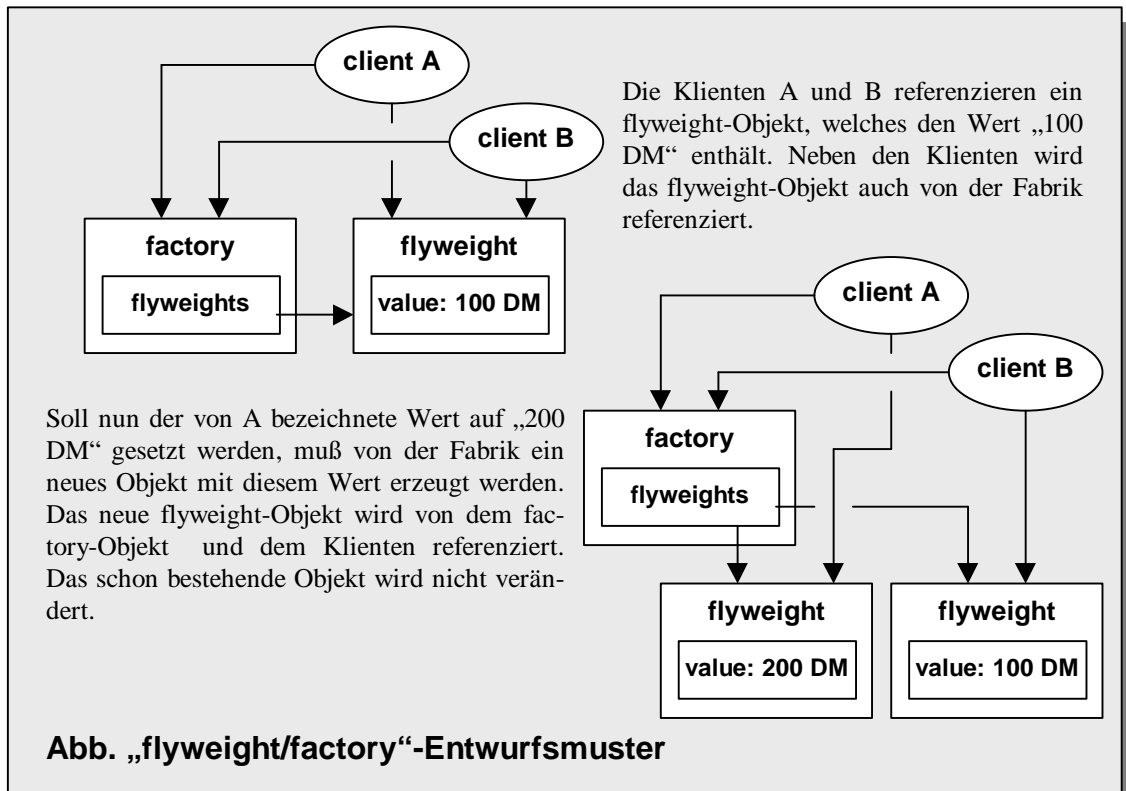 client A
client B
factory
flyweights
flyweight
value: 100 DM
Die Klienten A und B referenzieren ein
flyweight-Objekt, welches den Wert „100
DM“ enthält. Neben den Klienten wird
das flyweight-Objekt auch von der Fabrik
referenziert.
Soll nun der von A bezeichnete Wert auf „200
DM“ gesetzt werden, muß von der Fabrik ein
neues Objekt mit diesem Wert erzeugt werden.
Das neue flyweight-Objekt wird von dem fac-
tory-Objekt und dem Klienten referenziert.
Das schon bestehende Objekt wird nicht verän-
dert.
client A
client B
factory
flyweights
flyweight
value: 200 DM
flyweight
value: 100 DM
Abb. „flyweight/factory“-Entwurfsmuster